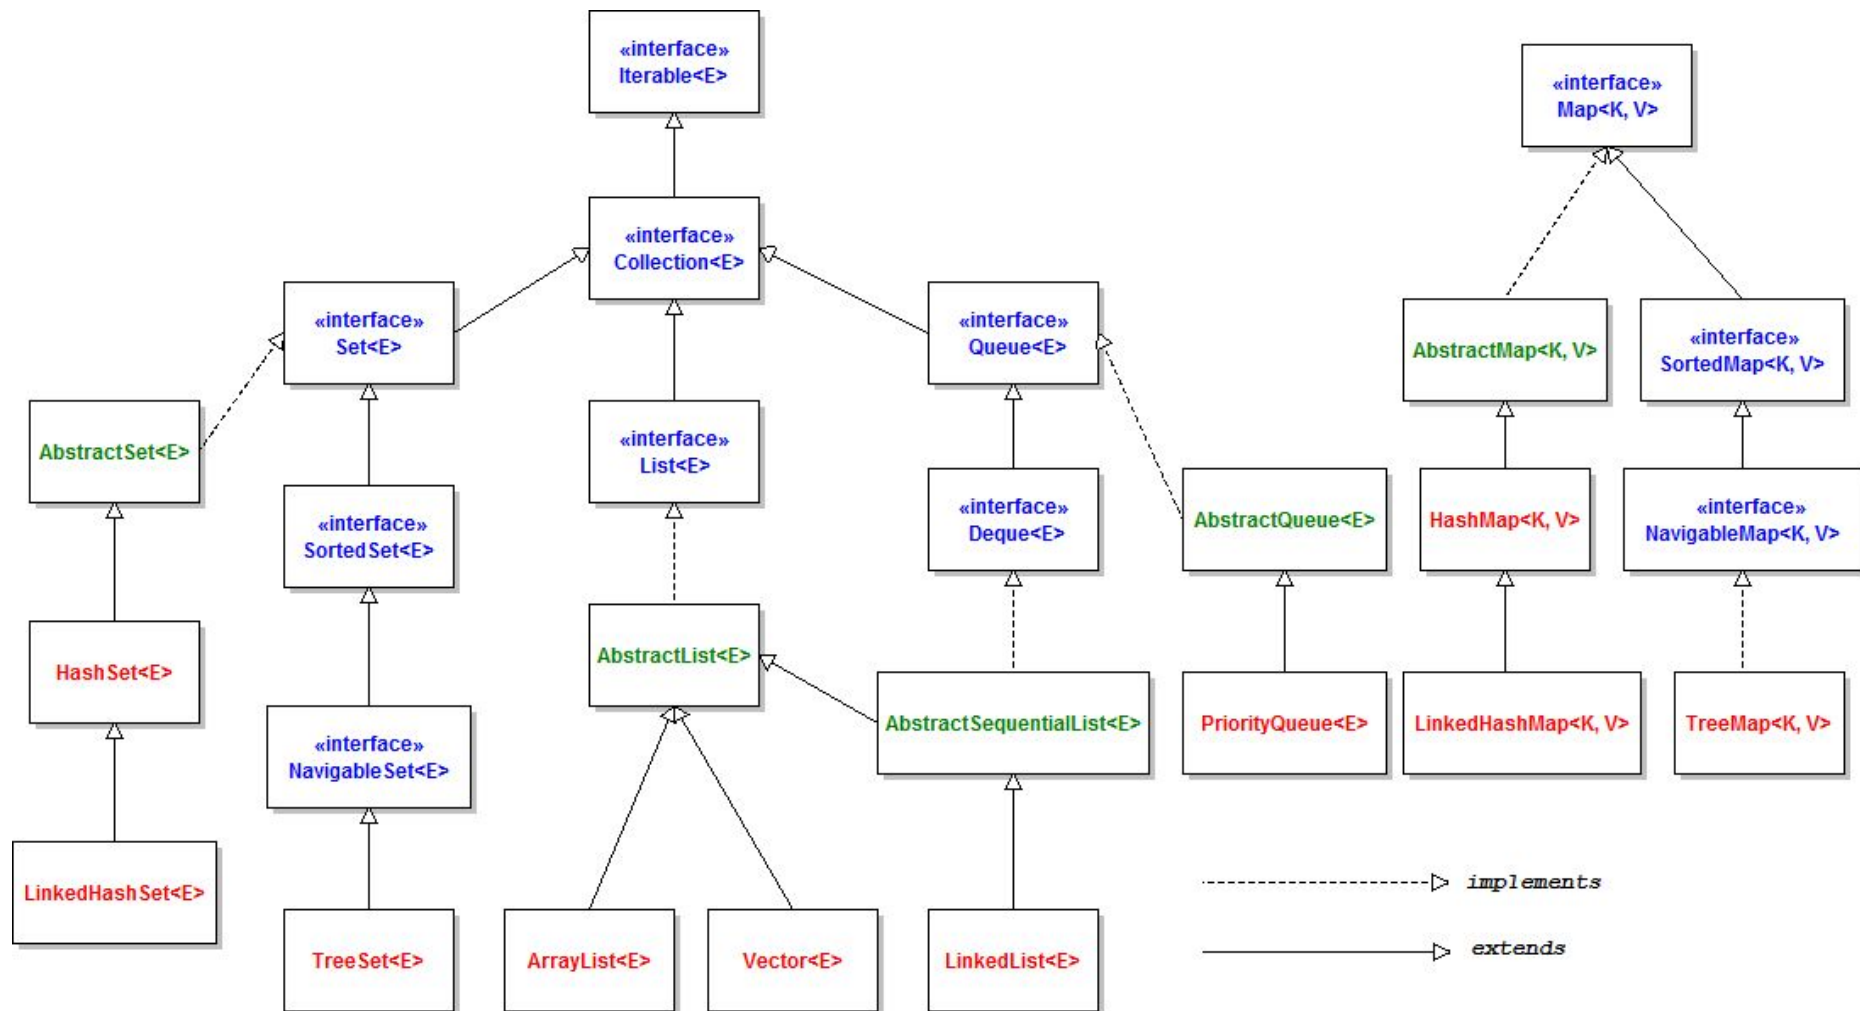 «interface»
Iterable<E>
«interface»
Map<K, V>
«interface»
Collection<E>
«interface»
Set<E>
«interface»
Queue<E>
AbstractMap<K, V>
«interface»
SortedMap<K, V>
AbstractSet<E>
«interface»
List<E>
«interface»
SortedSet<E>
«interface»
Deque<E>
AbstractQueue<E>
HashMap<K, V>
«interface»
NavigableMap<K, V>
HashSet<E>
AbstractList<E>
«interface»
NavigableSet<E>
AbstractSequentialList<E>
PriorityQueue<E>
LinkedHashMap<K, V>
TreeMap<K, V>
LinkedHashSet<E>
implements
TreeSet<E>
ArrayList<E>
Vector<E>
LinkedList<E>
extends